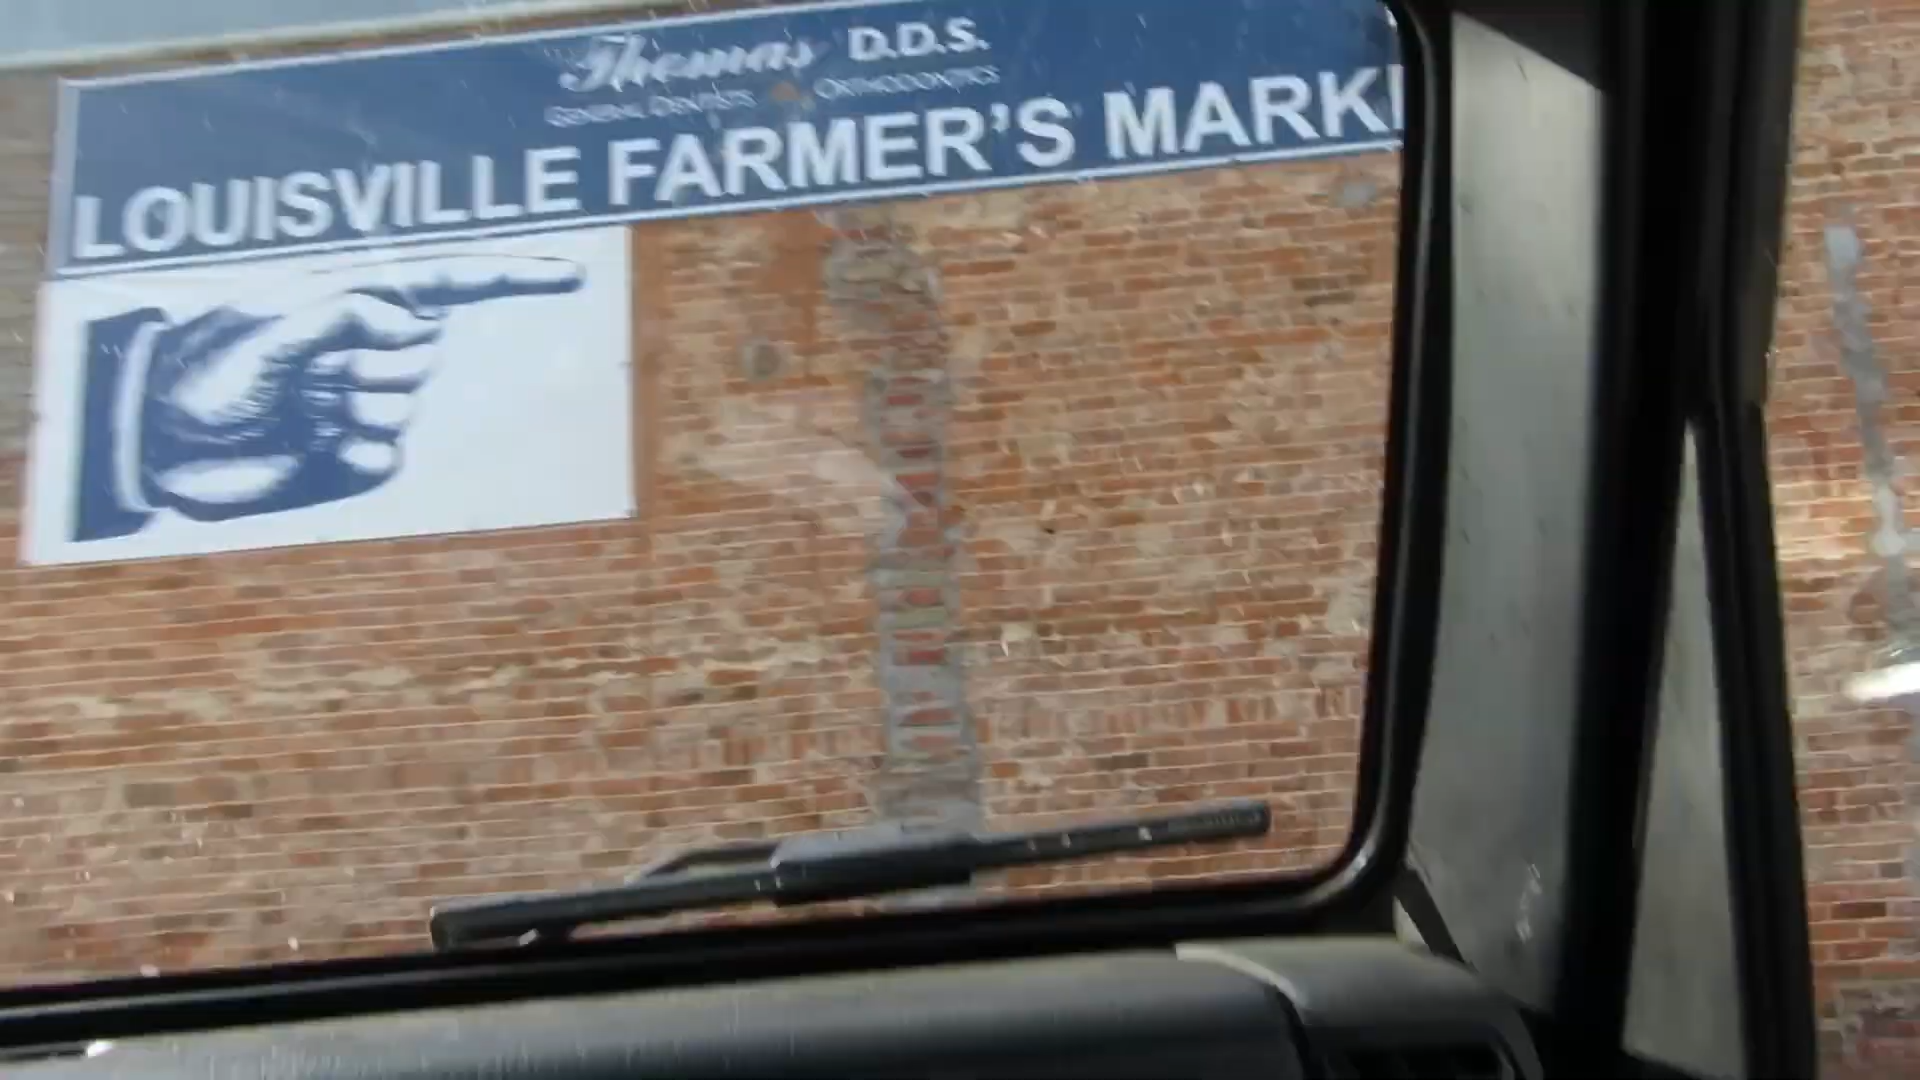 Thomas D.D.S.
GENERAL DENTISTS ORTHODONTICS
LOUISVILLE FARMER'S MARK